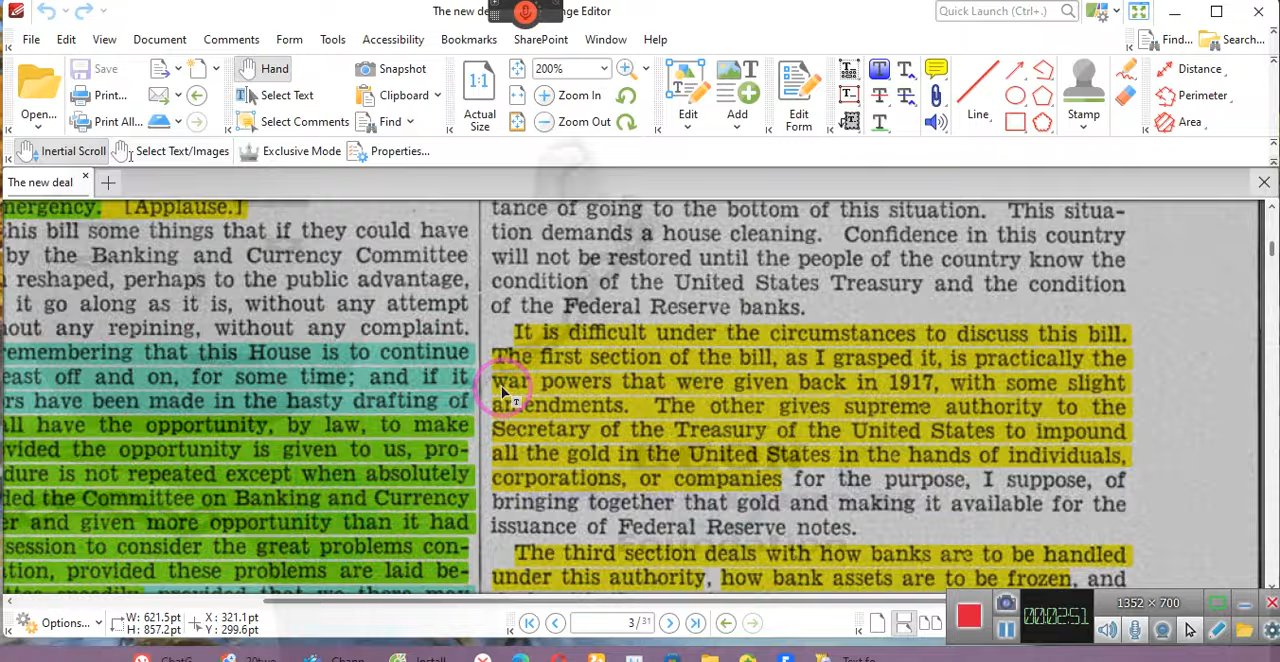 The new dea
nge Editor
Quick Launch (Ctrl+.)
File Edit View Document Comments Form Tools Accessibility Bookmarks SharePoint Window Help
Find...
Search...
Open...
Save
Print...
Print All...
Hand
Select Text
Select Comments
Snapshot
Clipboard
Find
1:1
Actual
Size
200%
Zoom In
Zoom Out
Edit
Add
Edit
Form
Line
Stamp
Distance
Perimeter
Area
Inertial Scroll
Select Text/Images
Exclusive Mode
Properties...
The new deal
mergency. [Applause.]
his bill some things that if they could have
by the Banking and Currency Committee
reshaped, perhaps to the public advantage,
it go along as it is, without any attempt
out any repining, without any complaint.
emembering that this House is to continue
east off and on, for some time; and if it
rs have been made in the hasty drafting of
ll have the opportunity, by law, to make
vided the opportunity is given to us, pro-
dure is not repeated except when absolutely
ded the Committee on Banking and Currency
er and given more opportunity than it had
session to consider the great problems con-
tion, provided these problems are laid be-
tance of going to the bottom of this situation. This situa-
tion demands a house cleaning. Confidence in this country
will not be restored until the people of the country know the
condition of the United States Treasury and the condition
of the Federal Reserve banks.
It is difficult under the circumstances to discuss this bill.
The first section of the bill, as I grasped it, is practically the
war powers that were given back in 1917, with some slight
amendments. The other gives supreme authority to the
Secretary of the Treasury of the United States to impound
all the gold in the United States in the hands of individuals,
corporations, or companies for the purpose, I suppose, of
bringing together that gold and making it available for the
issuance of Federal Reserve notes.
The third section deals with how banks are to be handled
under this authority, how bank assets are to be frozen, and
Options...
W: 621.5pt
H: 857.2pt
X: 321.1pt
Y: 299.6pt
3/31
00:02:51
1352 × 700
ChatG
20two
Chann
Install
Text fo